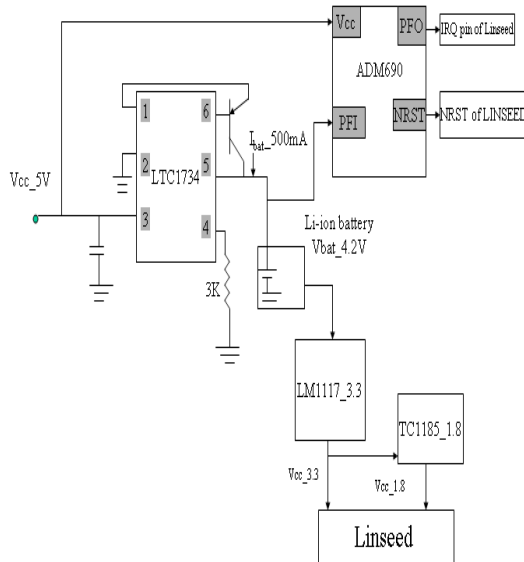 Vcc
PFO
IRQ pin of Linseed
ADM690
PFI
NRST
NRST of LINSEED
1
6
2
5
LTC1734
3
4
Vcc_5V
Ibat_500mA
Li-ion battery
Vbat_4.2V
3K
LM1117_3.3
TC1185_1.8
Vcc_3.3
Vcc_1.8
Linseed